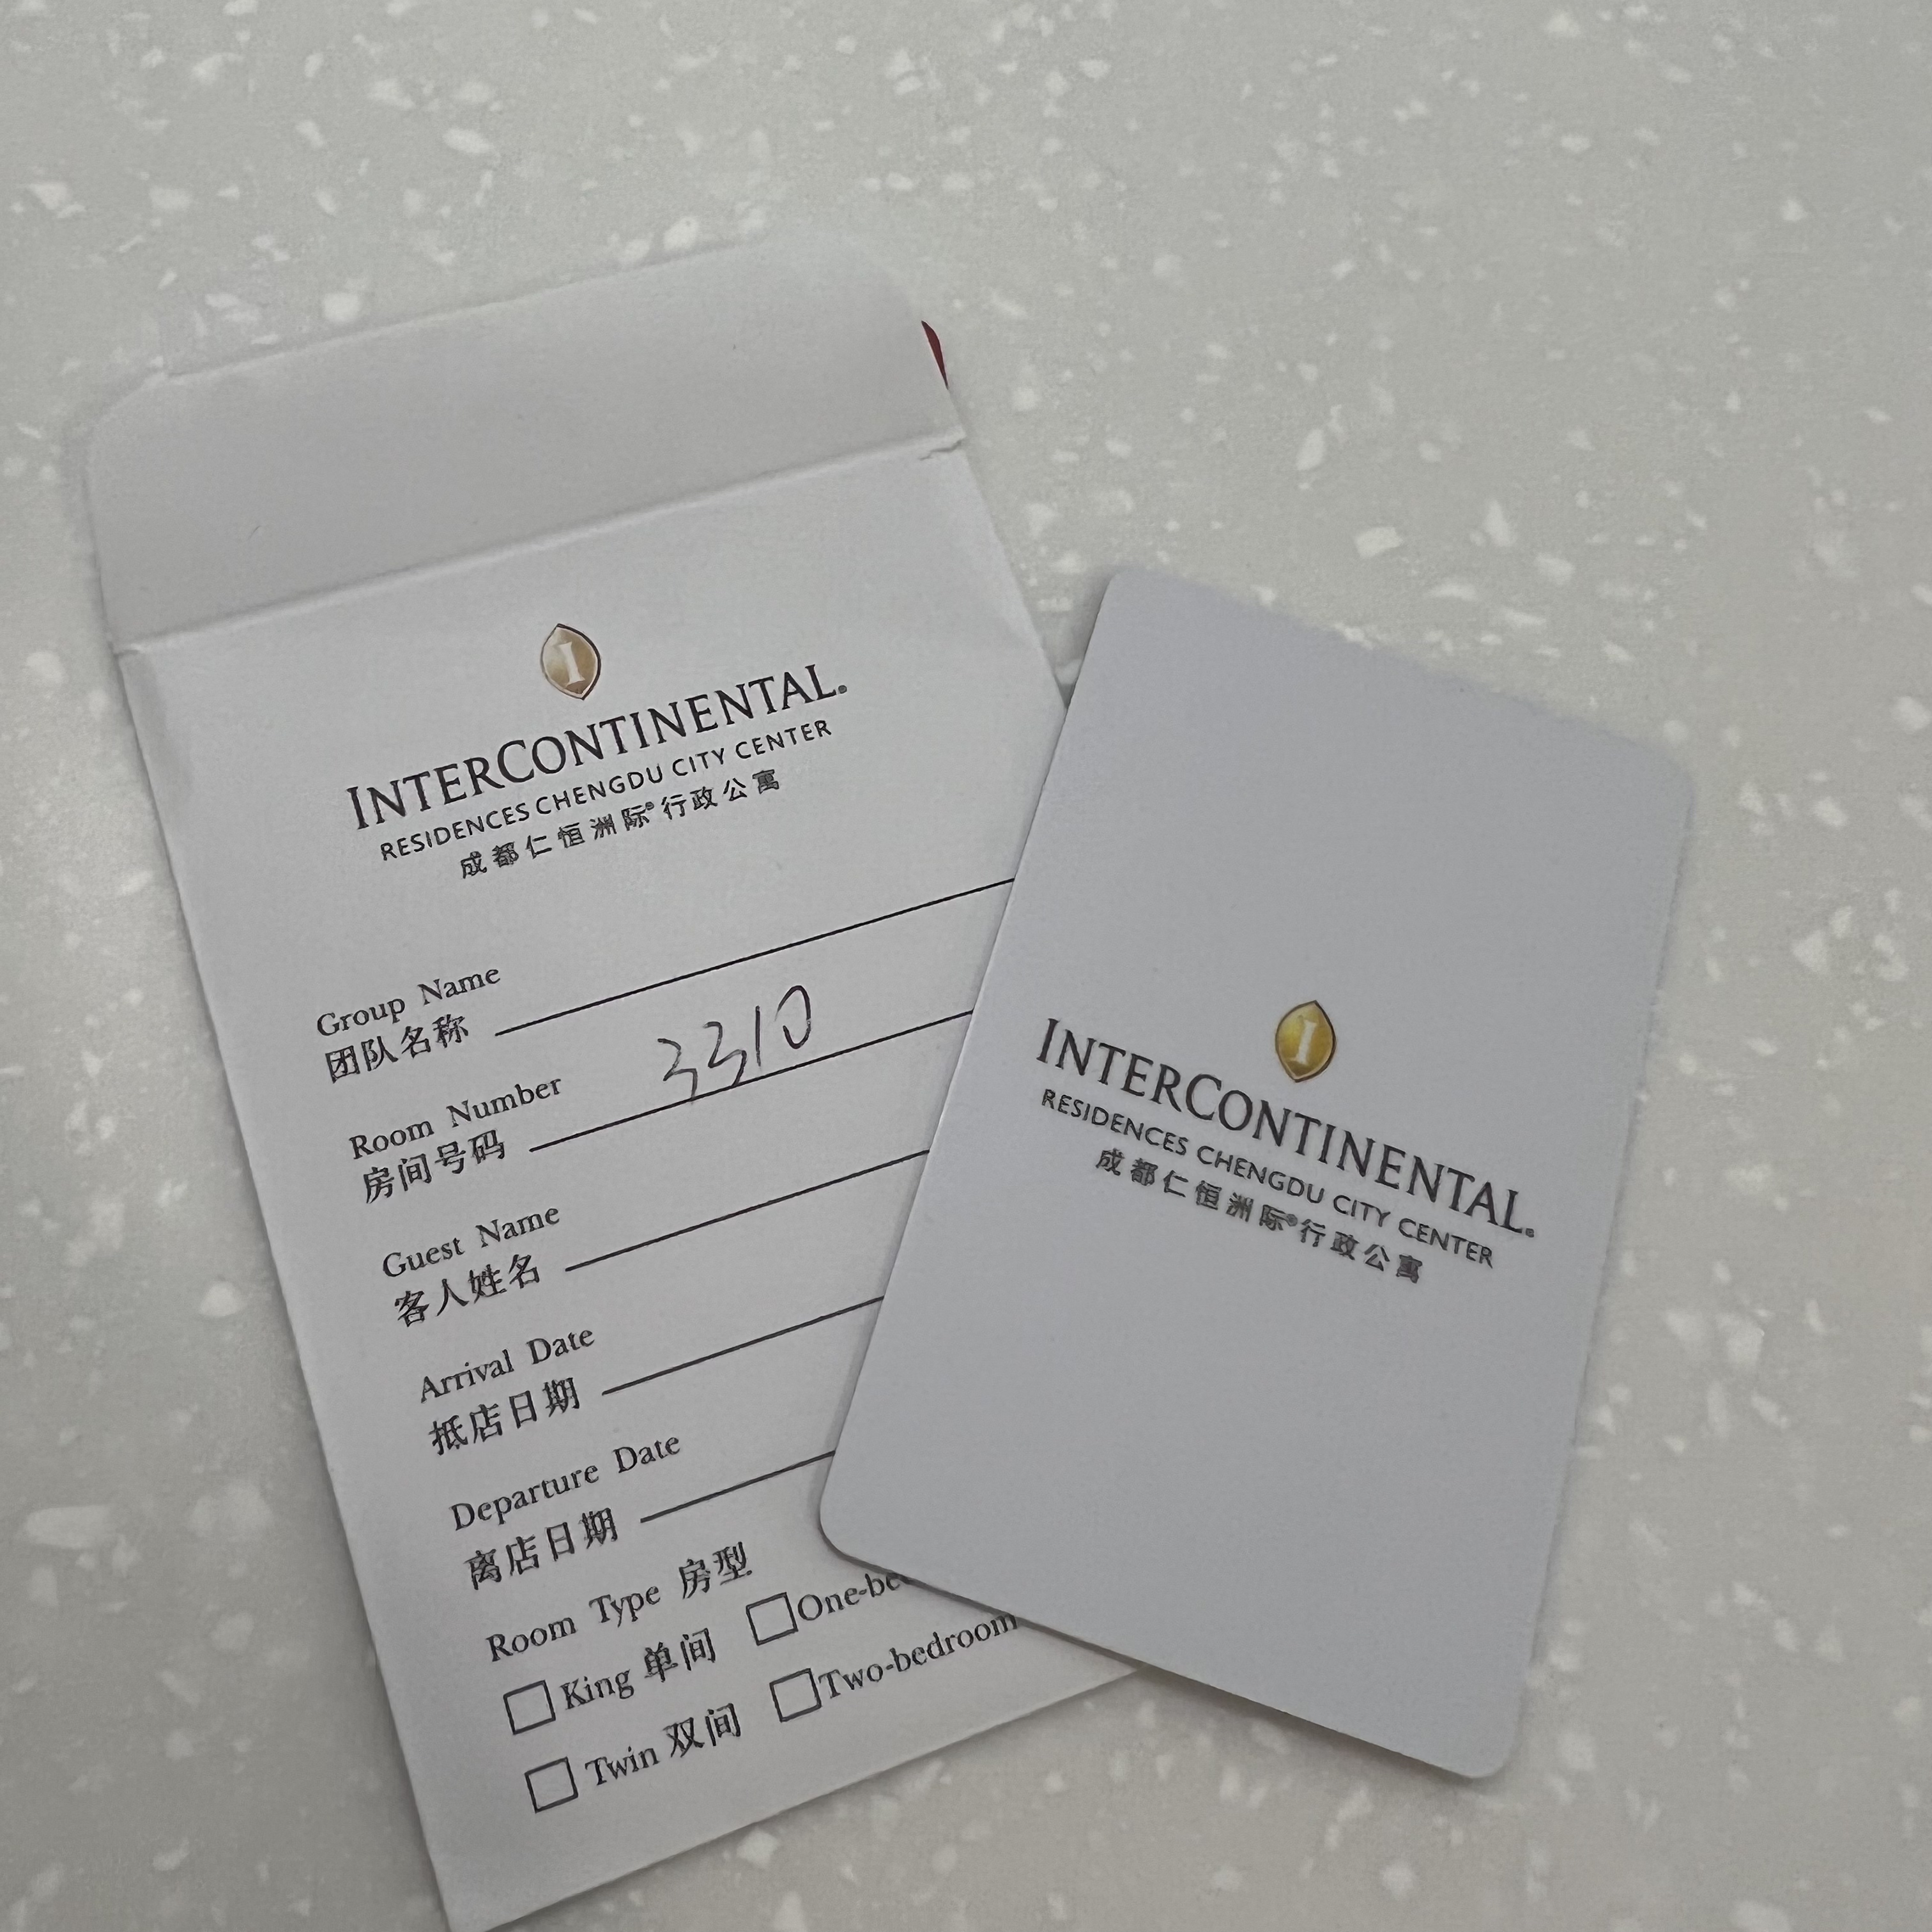 I
INTERCONTINENTAL®
RESIDENCES CHENGDU CITY CENTER
成都仁恒洲际®行政公寓
Group Name
团队名称
Room Number 3310
房间号码
Guest Name
客人姓名
Arrival Date
抵店日期
Departure Date
离店日期
Room Type 房型
King 单间 One-be
Twin 双间 Two-bedroom
I
INTERCONTINENTAL®
RESIDENCES CHENGDU CITY CENTER
成都仁恒洲际®行政公寓